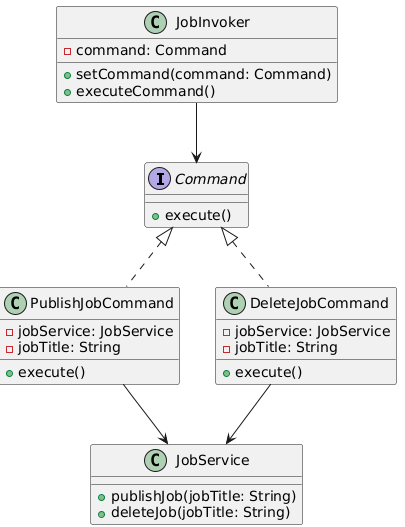 C JobInvoker
command: Command
setCommand(command: Command)
executeCommand()
I Command
execute()
C PublishJobCommand
jobService: JobService
jobTitle: String
execute()
C DeleteJobCommand
jobService: JobService
jobTitle: String
execute()
C JobService
publishJob(jobTitle: String)
deleteJob(jobTitle: String)